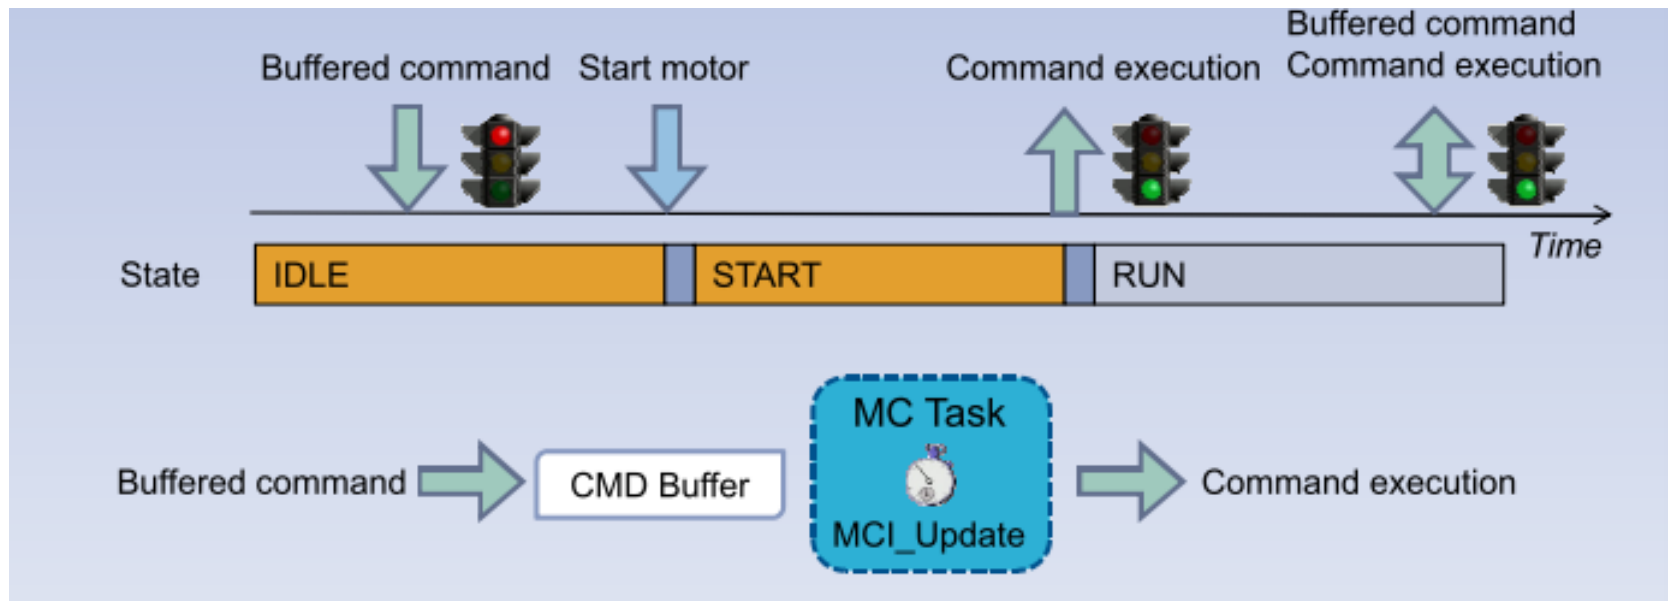 Buffered command
Start motor
Command execution
Buffered command
Command execution
Time
State
IDLE
START
RUN
MC Task
Buffered command
CMD Buffer
MCI_Update
Command execution